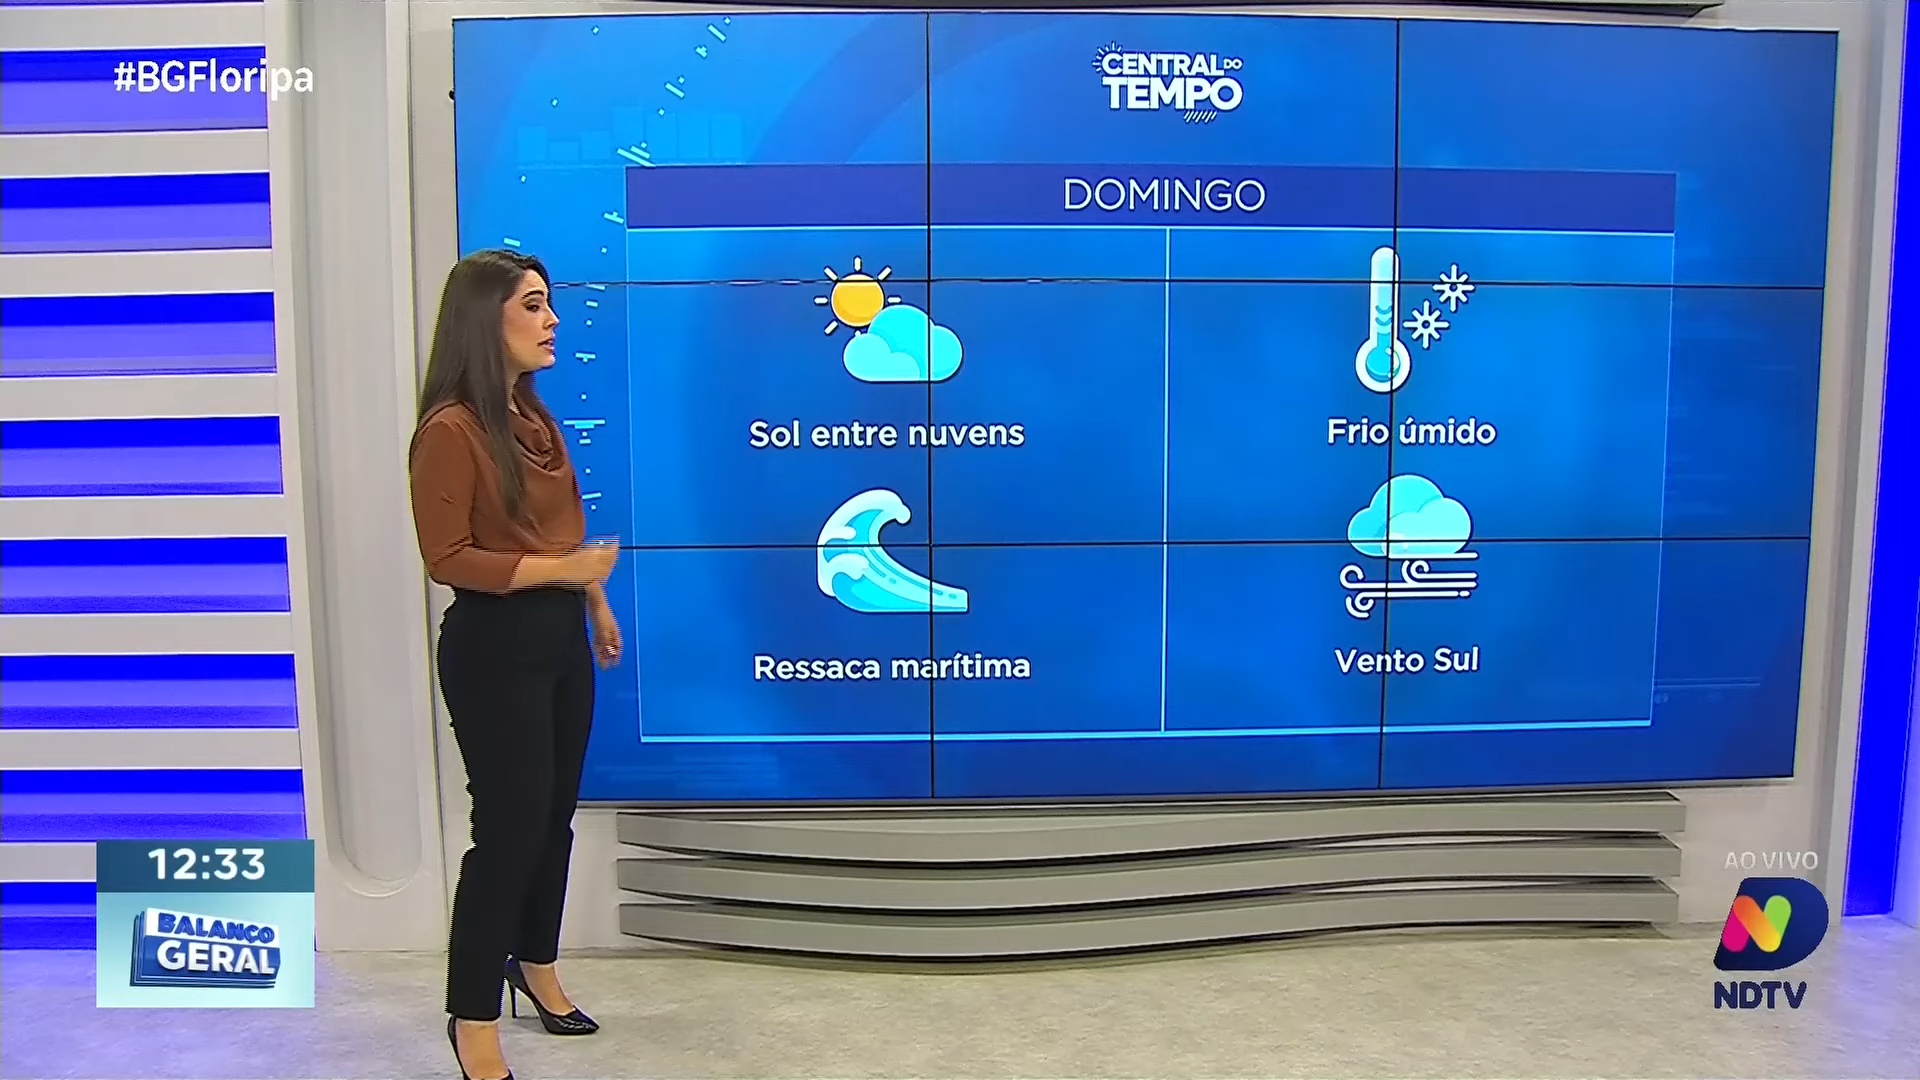 #BGFloripa
CENTRAL DO
TEMPO
DOMINGO
Sol entre nuvens
Frio úmido
Ressaca marítima
Vento Sul
12:33
BALANÇO
GERAL
AO VIVO
N
NDTV